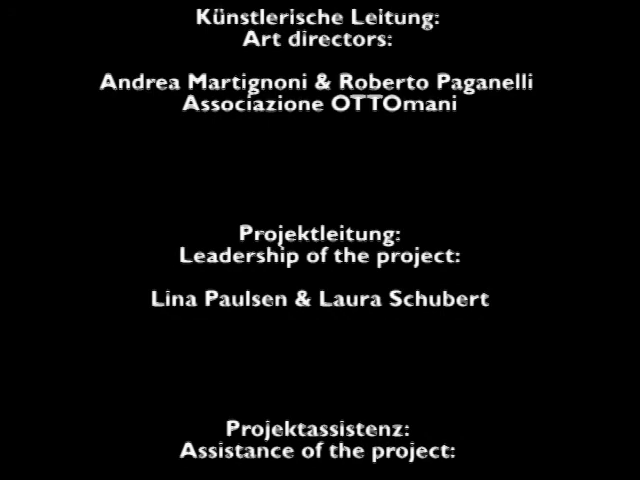 Künstlerische Leitung:
Art directors:
Andrea Martignoni & Roberto Paganelli
Associazione OTTOmani
Projektleitung:
Leadership of the project:
Lina Paulsen & Laura Schubert
Projektassistenz:
Assistance of the project: